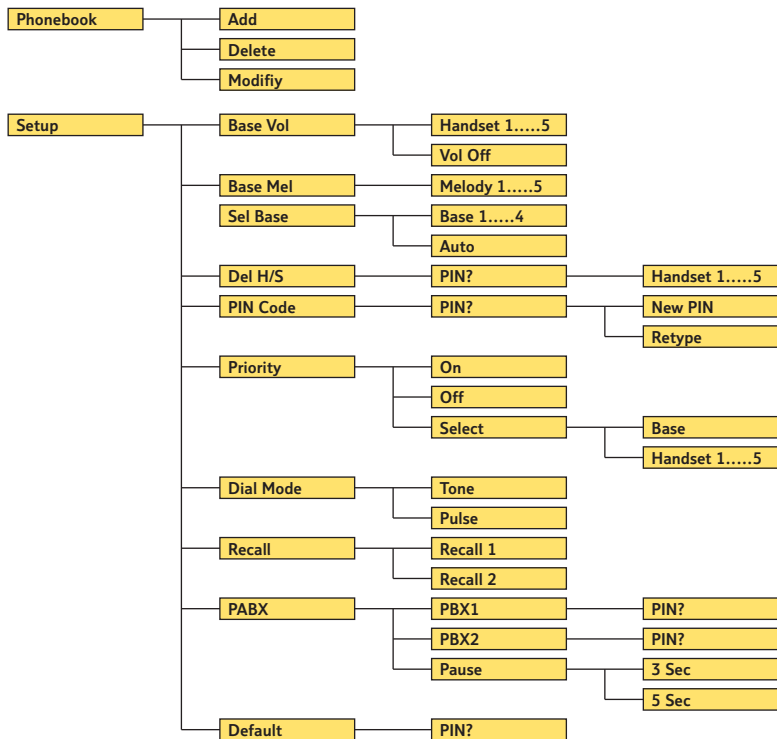 Phonebook Add
Delete
Modifiy
Setup Base Vol Handset 1.....5
Vol Off
Base Mel Melody 1.....5
Sel Base Base 1.....4
Auto
Del H/S PIN? Handset 1.....5
PIN Code PIN? New PIN
Retype
Priority On
Off
Select Base
Handset 1.....5
Dial Mode Tone
Pulse
Recall Recall 1
Recall 2
PABX PBX1 PIN?
PBX2 PIN?
Pause 3 Sec
5 Sec
Default PIN?